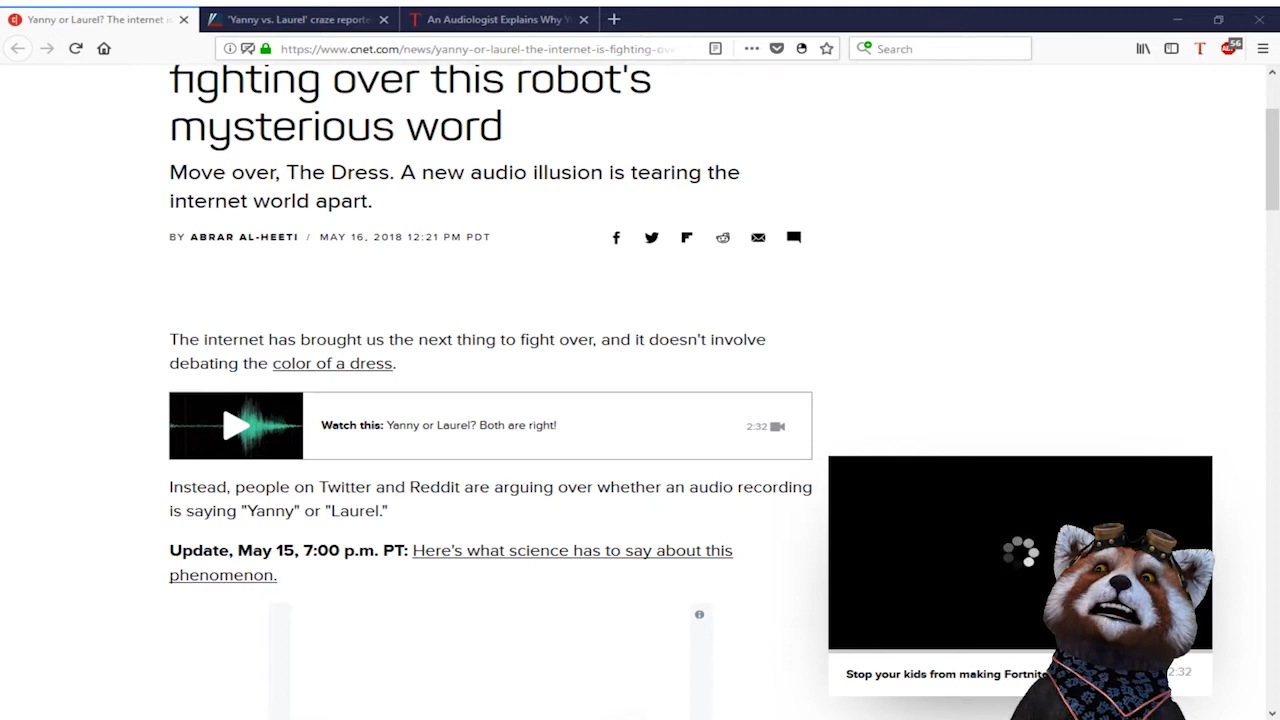 Yanny or Laurel? The internet is
'Yanny vs. Laurel' craze reporte
An Audiologist Explains Why Y
https://www.cnet.com/news/yanny-or-laurel-the-internet-is-fighting-ov
Search
56
fighting over this robot's
mysterious word
Move over, The Dress. A new audio illusion is tearing the
internet world apart.
BY ABRAR AL-HEETI / MAY 16, 2018 12:21 PM PDT
The internet has brought us the next thing to fight over, and it doesn't involve
debating the color of a dress.
Watch this: Yanny or Laurel? Both are right!
2:32
Instead, people on Twitter and Reddit are arguing over whether an audio recording
is saying "Yanny" or "Laurel."
Update, May 15, 7:00 p.m. PT: Here's what science has to say about this
phenomenon.
Stop your kids from making Fortnite
2:32